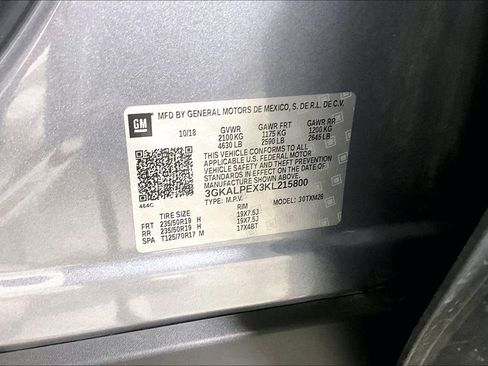 GM
MFD BY GENERAL MOTORS DE MEXICO, S. DE R.L. DE C.V.
10/18 GVWR GAWR FRT GAWR RR
2100 KG 1175 KG 1200 KG
4630 LB 2590 LB 2645 LB
THIS VEHICLE CONFORMS TO ALL
APPLICABLE U.S. FEDERAL MOTOR
VEHICLE SAFETY AND THEFT PREVENTION
STANDARDS IN EFFECT ON THE DATE OF
MANUFACTURE SHOWN ABOVE.
3GKALPEX3KL215800
464C TYPE: M.P.V. MODEL: 30TXM26
TIRE SIZE RIM
FRT 235/50R19 H 19X7.5J
RR 235/50R19 H 19X7.5J
SPA T125/70R17 M 17X4BT